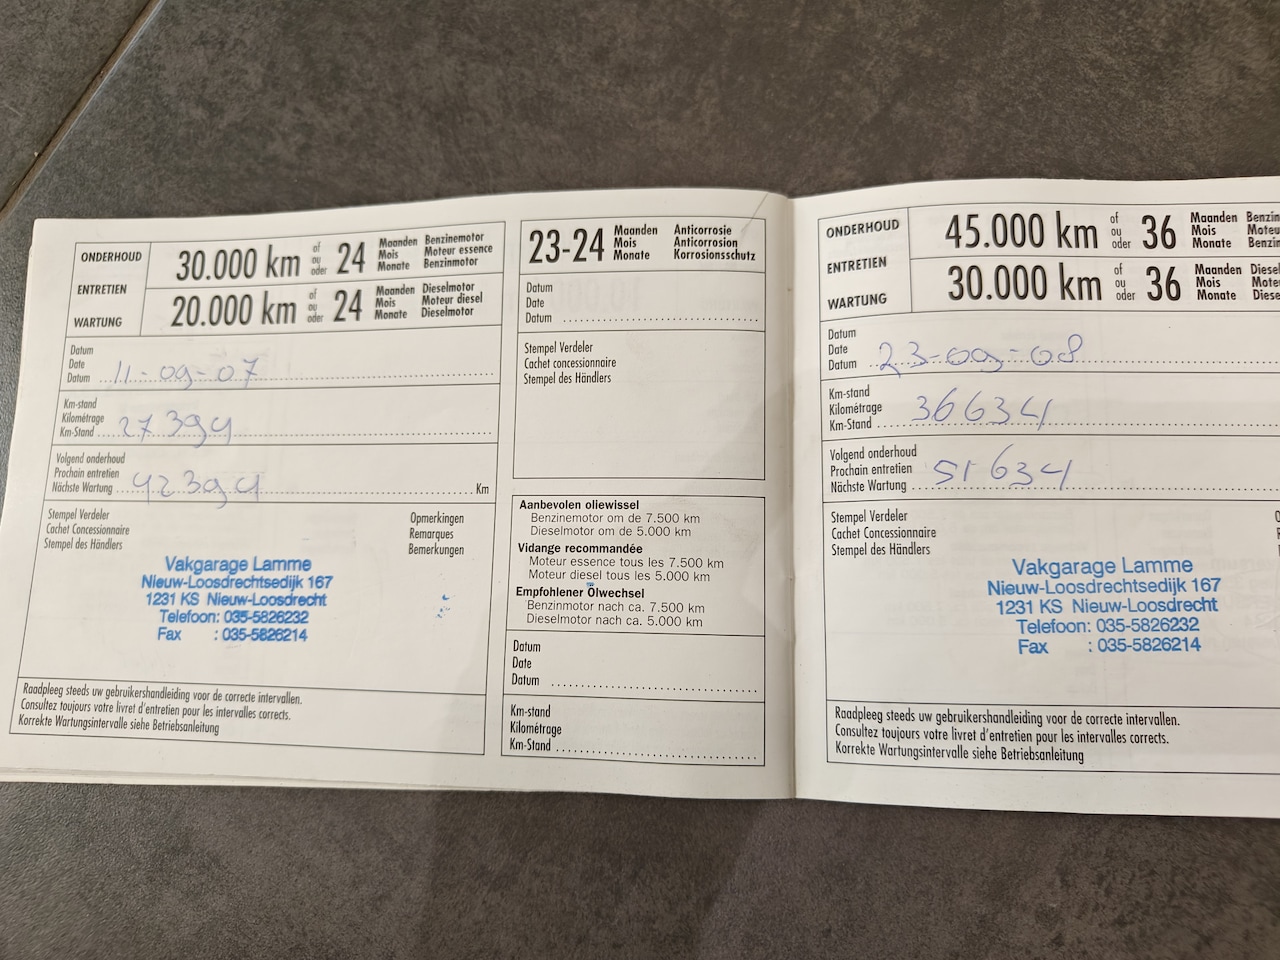 ONDERHOUD
ENTRETIEN
WARTUNG
30.000 km of ou oder 24 Maanden Mois Monate Benzinemotor Moteur essence Benzinmotor
20.000 km of ou oder 24 Maanden Mois Monate Dieselmotor Moteur diesel Dieselmotor
Datum
Date
Datum 11-09-07
Km-stand
Kilométrage
Km-Stand 27394
Volgend onderhoud
Prochain entretien
Nächste Wartung 42394 Km
Stempel Verdeler
Cachet Concessionnaire
Stempel des Händlers
Opmerkingen
Remarques
Bemerkungen
Vakgarage Lamme
Nieuw-Loosdrechtsedijk 167
1231 KS Nieuw-Loosdrecht
Telefoon: 035-5826232
Fax : 035-5826214
Raadpleeg steeds uw gebruikershandleiding voor de correcte intervallen.
Consultez toujours votre livret d'entretien pour les intervalles corrects.
Korrekte Wartungsintervalle siehe Betriebsanleitung
23-24 Maanden Mois Monate Anticorrosie Anticorrosion Korrosionsschutz
Datum
Date
Datum
Stempel Verdeler
Cachet concessionnaire
Stempel des Händlers
Aanbevolen oliewissel
Benzinemotor om de 7.500 km
Dieselmotor om de 5.000 km
Vidange recommandée
Moteur essence tous les 7.500 km
Moteur diesel tous les 5.000 km
Empfohlener Ölwechsel
Benzinmotor nach ca. 7.500 km
Dieselmotor nach ca. 5.000 km
Datum
Date
Datum
Km-stand
Kilométrage
Km-Stand
ONDERHOUD
ENTRETIEN
WARTUNG
45.000 km of ou oder 36 Maanden Mois Monate
30.000 km of ou oder 36 Maanden Mois Monate
Datum
Date
Datum 23-09-08
Km-stand
Kilométrage
Km-Stand 36634
Volgend onderhoud
Prochain entretien
Nächste Wartung 51634
Stempel Verdeler
Cachet Concessionnaire
Stempel des Händlers
Vakgarage Lamme
Nieuw-Loosdrechtsedijk 167
1231 KS Nieuw-Loosdrecht
Telefoon: 035-5826232
Fax : 035-5826214
Raadpleeg steeds uw gebruikershandleiding voor de correcte intervallen.
Consultez toujours votre livret d'entretien pour les intervalles corrects.
Korrekte Wartungsintervalle siehe Betriebsanleitung